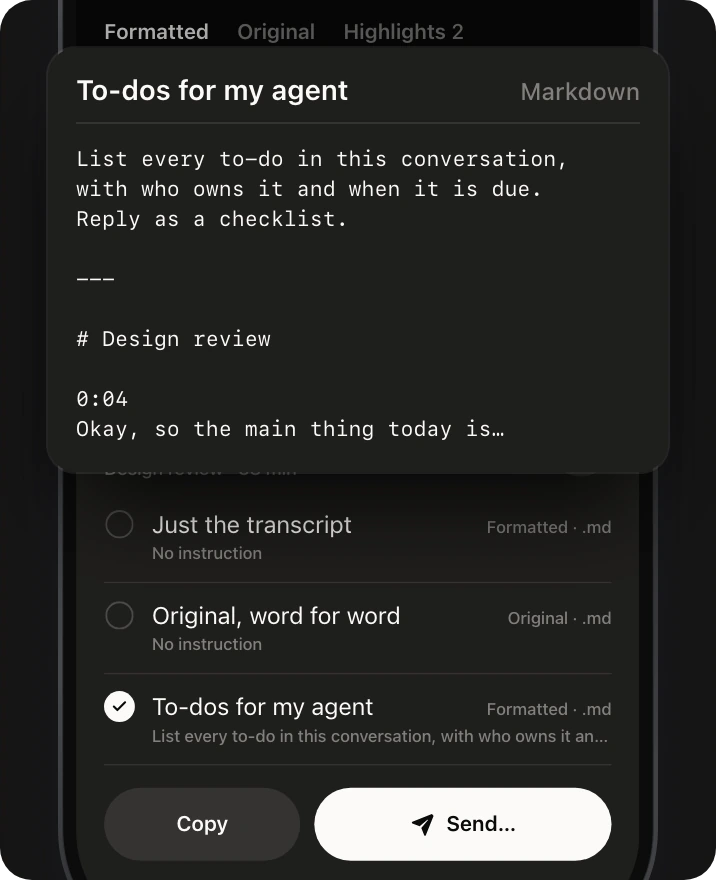 Formatted Original Highlights 2
To-dos for my agent Markdown
List every to-do in this conversation,
with who owns it and when it is due.
Reply as a checklist.
---
# Design review
0:04
Okay, so the main thing today is…
Just the transcript Formatted · .md
No instruction
Original, word for word Original · .md
No instruction
To-dos for my agent Formatted · .md
List every to-do in this conversation, with who owns it an...
Copy Send...